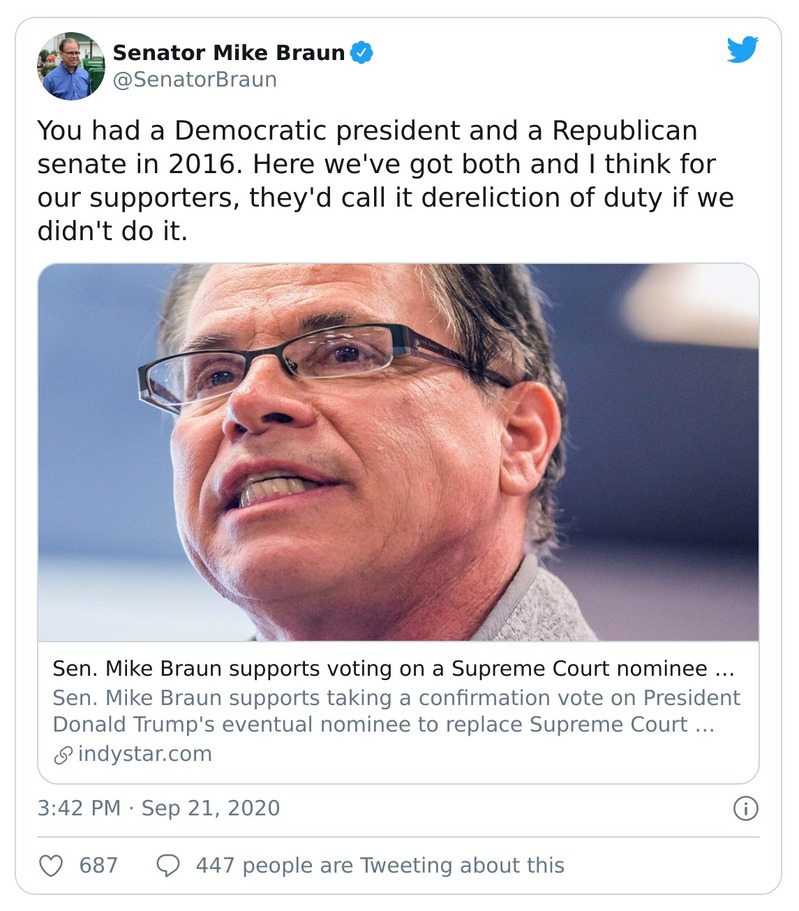 Senator Mike Braun
@SenatorBraun
You had a Democratic president and a Republican
senate in 2016. Here we've got both and I think for
our supporters, they'd call it dereliction of duty if we
didn't do it.
Sen. Mike Braun supports voting on a Supreme Court nominee ...
Sen. Mike Braun supports taking a confirmation vote on President
Donald Trump's eventual nominee to replace Supreme Court ...
indystar.com
3:42 PM · Sep 21, 2020
687 447 people are Tweeting about this